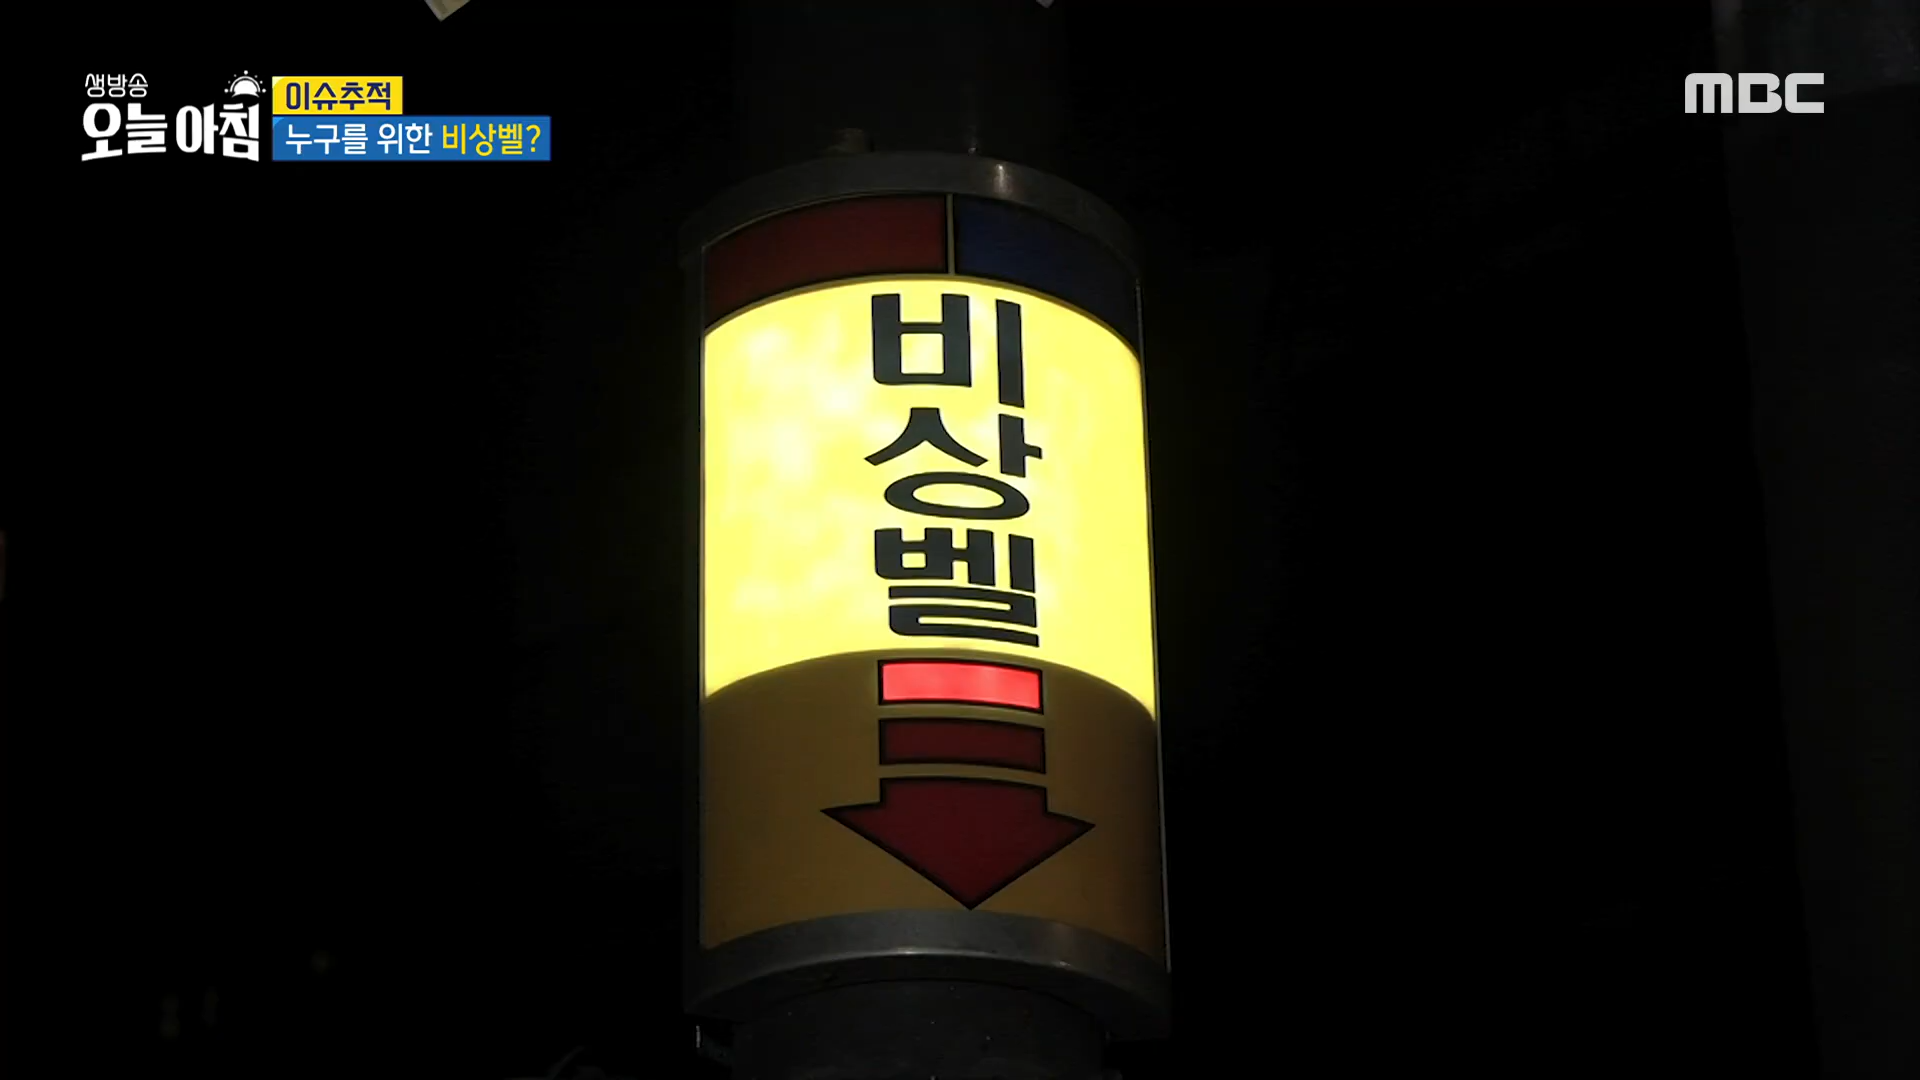 생방송
오늘 아침
이슈추적
누구를 위한 비상벨?
MBC
비상벨